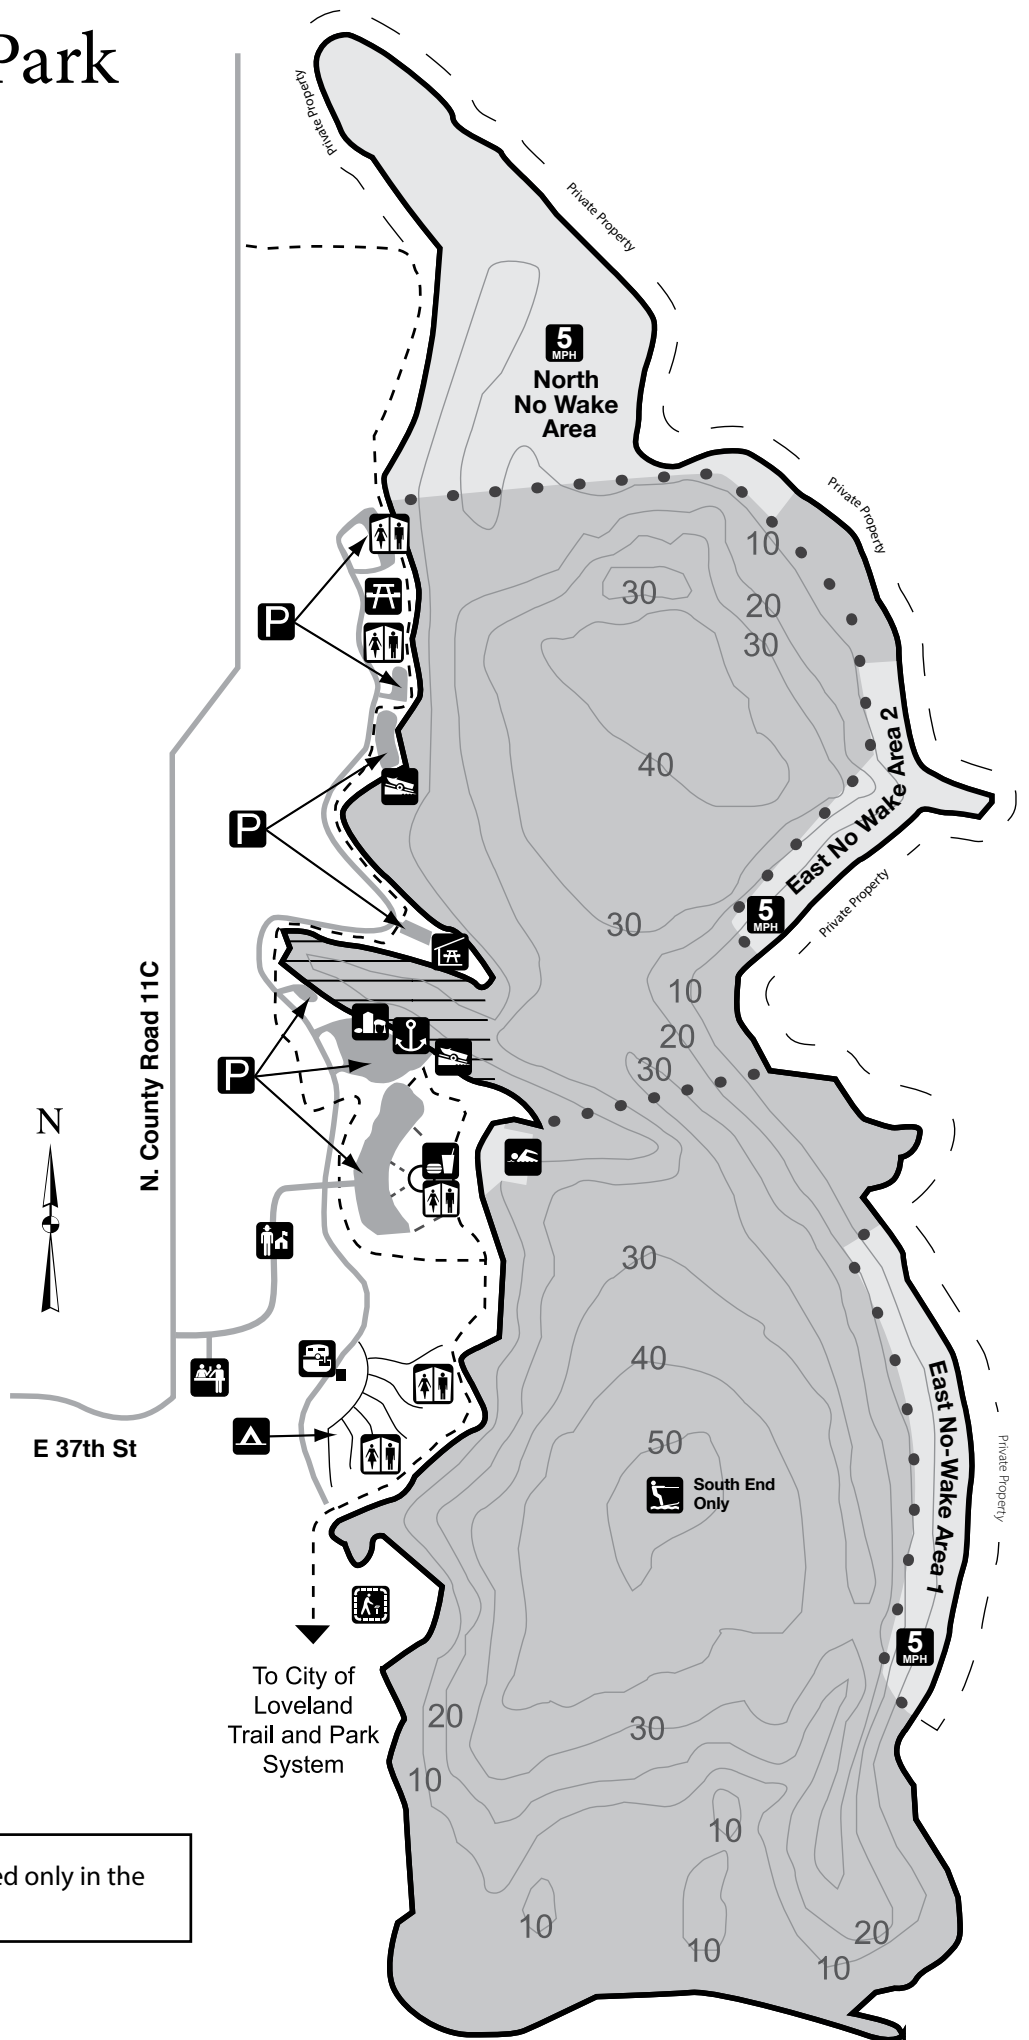 Park
Private Property
Private Property
5
MPH
North
No Wake
Area
Private Property
10
30
20
30
P
East No Wake Area 2
40
P
Private Property
5
MPH
30
10
20
30
N. County Road 11C
P
N
30
40
E 37th St
50
South End
Only
East No-Wake Area 1
Private Property
5
MPH
To City of
Loveland
Trail and Park
System
20
30
10
10
ed only in the
10
10
20
10